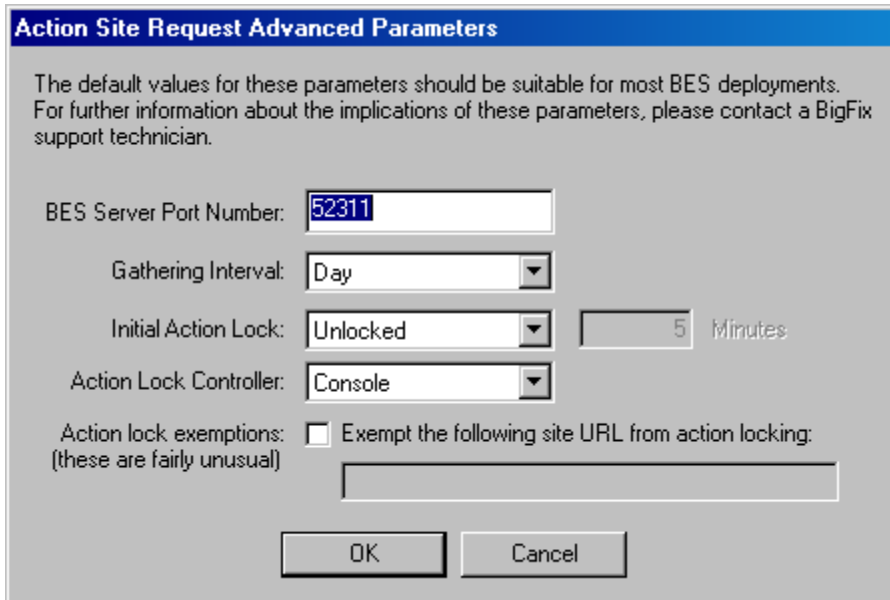 Action Site Request Advanced Parameters
The default values for these parameters should be suitable for most BES deployments.
For further information about the implications of these parameters, please contact a BigFix
support technician.
BES Server Port Number: 52311
Gathering Interval: Day
Initial Action Lock: Unlocked 5 Minutes
Action Lock Controller: Console
Action lock exemptions: Exempt the following site URL from action locking:
(these are fairly unusual)
OK Cancel